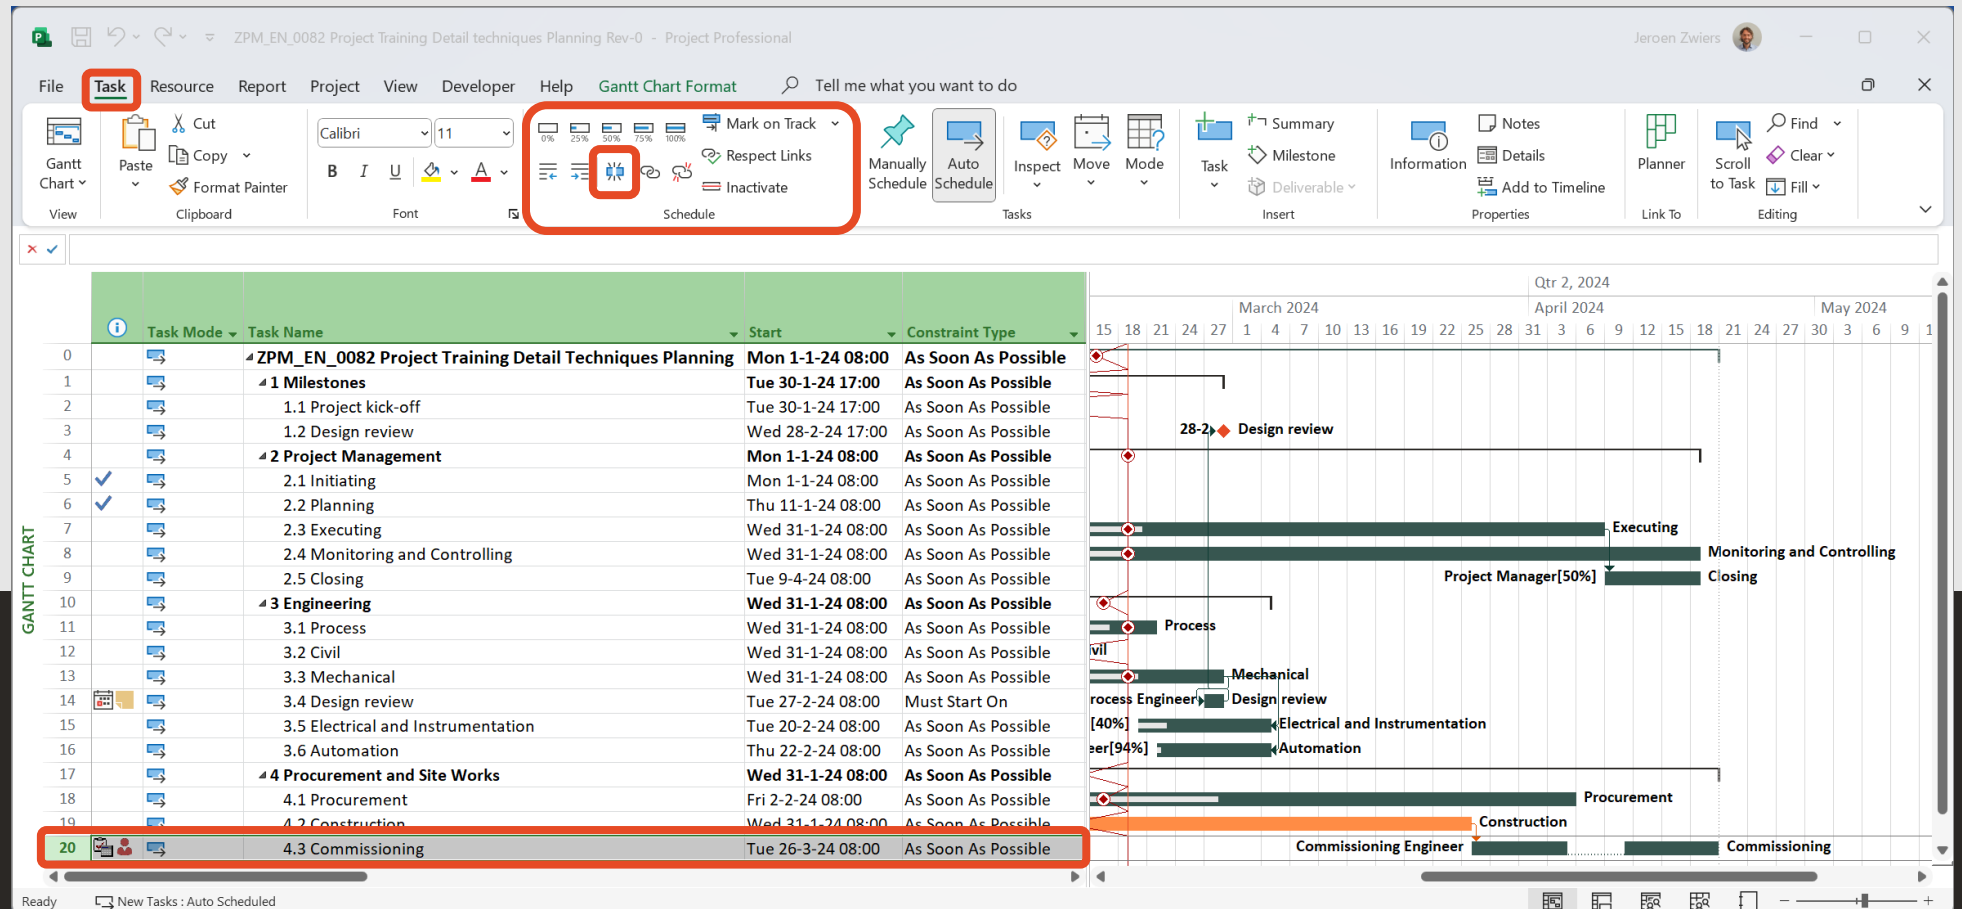 ZPM_EN_0082 Project Training Detail techniques Planning Rev-0 - Project Professional
Jeroen Zwiers
File Task Resource Report Project View Developer Help Gantt Chart Format Tell me what you want to do
Gantt Chart
View
Paste
Cut
Copy
Format Painter
Clipboard
Calibri 11
B I U A
Font
0% 25% 50% 75% 100%
Mark on Track
Respect Links
Inactivate
Schedule
Manually Schedule
Auto Schedule
Inspect
Move
Mode
Tasks
Task
Summary
Milestone
Deliverable
Insert
Information
Notes
Details
Add to Timeline
Properties
Planner
Link To
Scroll to Task
Find
Clear
Fill
Editing
GANTT CHART
Task Mode Task Name Start Constraint Type
0 ZPM_EN_0082 Project Training Detail Techniques Planning Mon 1-1-24 08:00 As Soon As Possible
1 1 Milestones Tue 30-1-24 17:00 As Soon As Possible
2 1.1 Project kick-off Tue 30-1-24 17:00 As Soon As Possible
3 1.2 Design review Wed 28-2-24 17:00 As Soon As Possible
4 2 Project Management Mon 1-1-24 08:00 As Soon As Possible
5 2.1 Initiating Mon 1-1-24 08:00 As Soon As Possible
6 2.2 Planning Thu 11-1-24 08:00 As Soon As Possible
7 2.3 Executing Wed 31-1-24 08:00 As Soon As Possible
8 2.4 Monitoring and Controlling Wed 31-1-24 08:00 As Soon As Possible
9 2.5 Closing Tue 9-4-24 08:00 As Soon As Possible
10 3 Engineering Wed 31-1-24 08:00 As Soon As Possible
11 3.1 Process Wed 31-1-24 08:00 As Soon As Possible
12 3.2 Civil Wed 31-1-24 08:00 As Soon As Possible
13 3.3 Mechanical Wed 31-1-24 08:00 As Soon As Possible
14 3.4 Design review Tue 27-2-24 08:00 Must Start On
15 3.5 Electrical and Instrumentation Tue 20-2-24 08:00 As Soon As Possible
16 3.6 Automation Thu 22-2-24 08:00 As Soon As Possible
17 4 Procurement and Site Works Wed 31-1-24 08:00 As Soon As Possible
18 4.1 Procurement Fri 2-2-24 08:00 As Soon As Possible
19 4.2 Construction Wed 31-1-24 08:00 As Soon As Possible
20 4.3 Commissioning Tue 26-3-24 08:00 As Soon As Possible
Qtr 2, 2024
March 2024 April 2024 May 2024
15 18 21 24 27 1 4 7 10 13 16 19 22 25 28 31 3 6 9 12 15 18 21 24 27 30 3 6 9 1
28-2 Design review
Executing
Monitoring and Controlling
Project Manager[50%] Closing
Process
ivil
Mechanical
rocess Engineer Design review
[40%] Electrical and Instrumentation
eer[94%] Automation
Procurement
Construction
Commissioning Engineer Commissioning
Ready New Tasks : Auto Scheduled